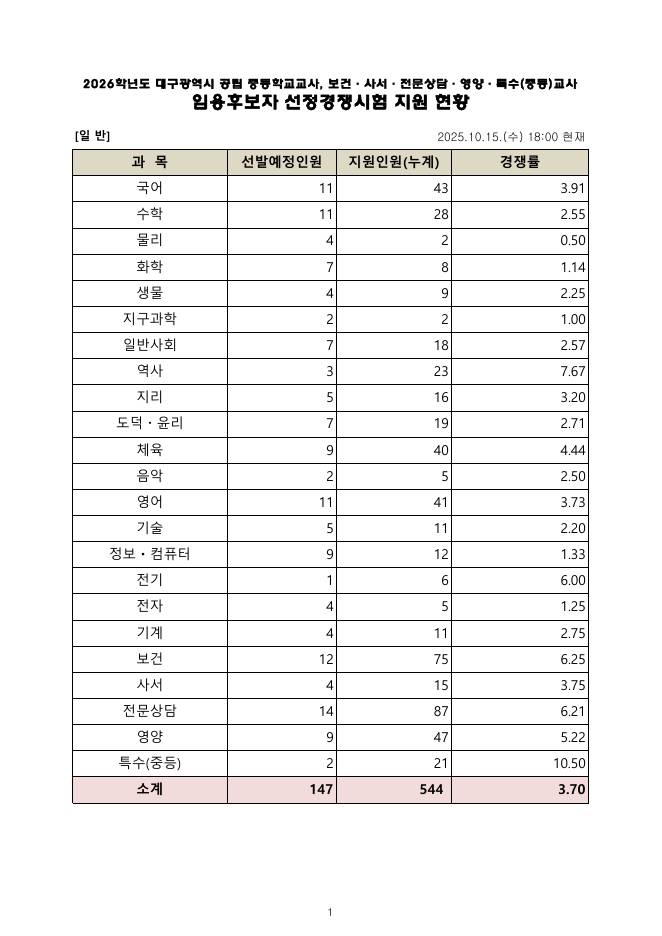 2026학년도 대구광역시 공립 중등학교교사, 보건·사서·전문상담·영양·특수(중등)교사
임용후보자 선정경쟁시험 지원 현황
[일 반] 2025.10.15.(수) 18:00 현재
과 목 선발예정인원 지원인원(누계) 경쟁률
국어 11 43 3.91
수학 11 28 2.55
물리 4 2 0.50
화학 7 8 1.14
생물 4 9 2.25
지구과학 2 2 1.00
일반사회 7 18 2.57
역사 3 23 7.67
지리 5 16 3.20
도덕·윤리 7 19 2.71
체육 9 40 4.44
음악 2 5 2.50
영어 11 41 3.73
기술 5 11 2.20
정보·컴퓨터 9 12 1.33
전기 1 6 6.00
전자 4 5 1.25
기계 4 11 2.75
보건 12 75 6.25
사서 4 15 3.75
전문상담 14 87 6.21
영양 9 47 5.22
특수(중등) 2 21 10.50
소계 147 544 3.70
1